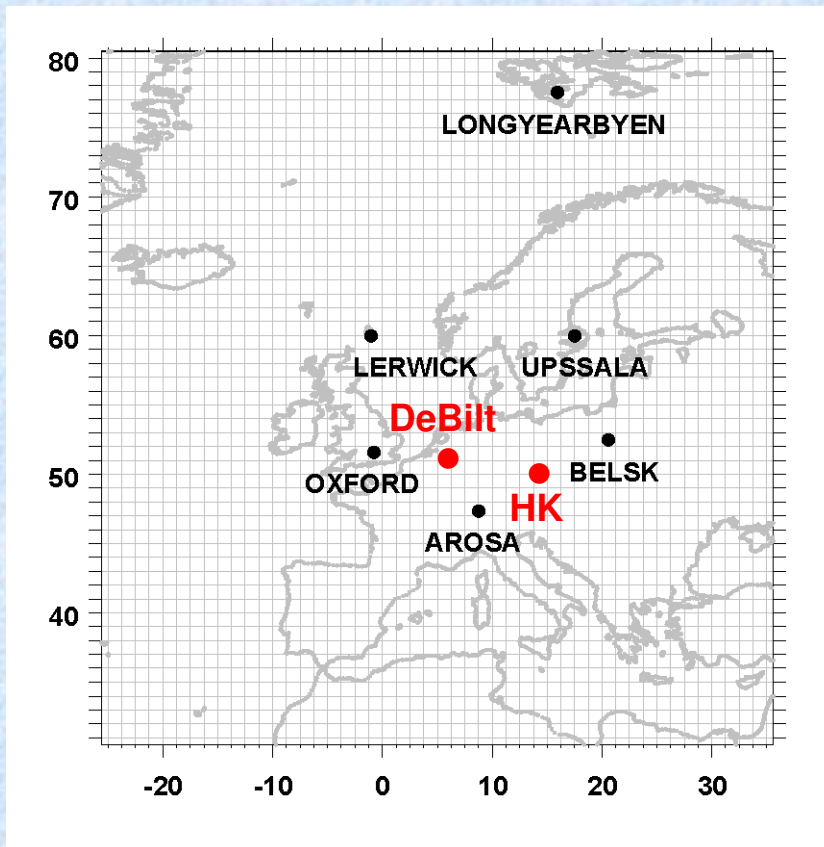 80
LONGYEARBYEN
70
60
LERWICK UPSSALA
DeBilt
50
OXFORD BELSK
HK
AROSA
40
-20 -10 0 10 20 30